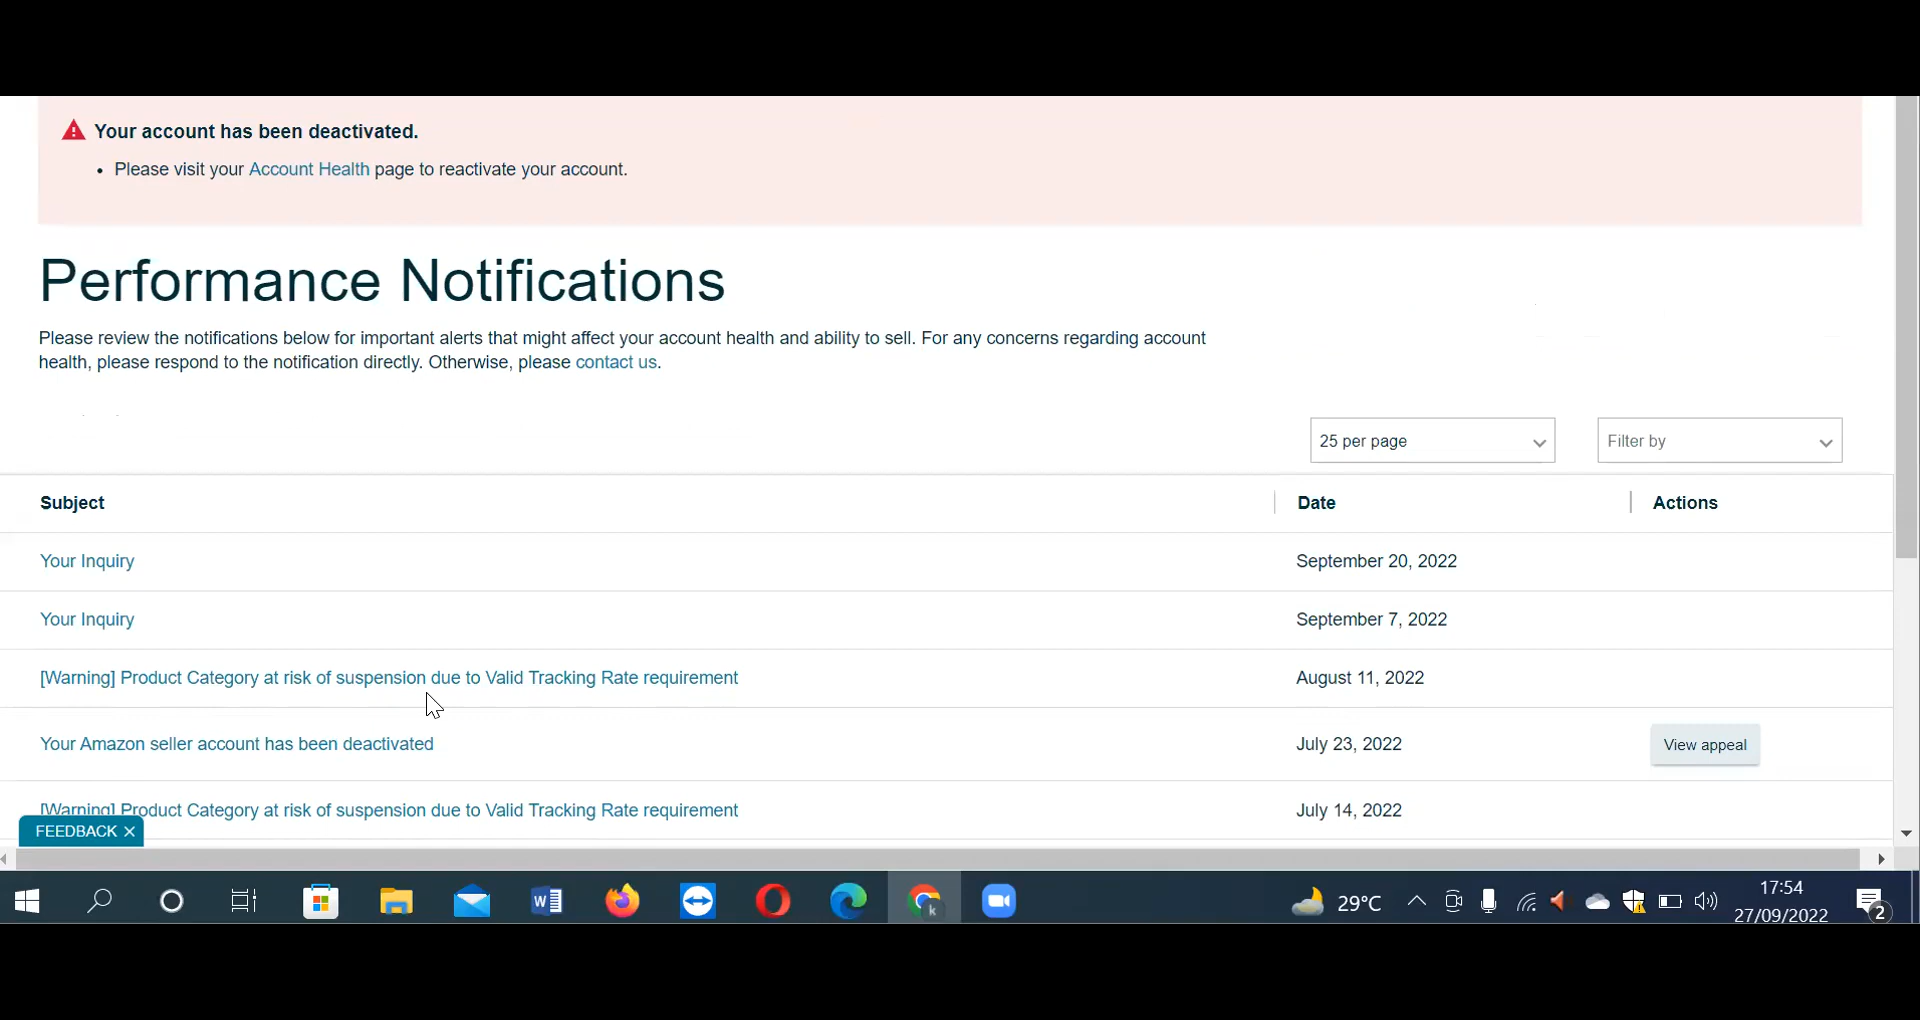 Your account has been deactivated.
• Please visit your Account Health page to reactivate your account.
Performance Notifications
Please review the notifications below for important alerts that might affect your account health and ability to sell. For any concerns regarding account
health, please respond to the notification directly. Otherwise, please contact us.
25 per page
Filter by
Subject Date Actions
Your Inquiry September 20, 2022
Your Inquiry September 7, 2022
[Warning] Product Category at risk of suspension due to Valid Tracking Rate requirement August 11, 2022
Your Amazon seller account has been deactivated July 23, 2022 View appeal
[Warning] Product Category at risk of suspension due to Valid Tracking Rate requirement July 14, 2022
FEEDBACK ×
29°C
17:54
27/09/2022
2